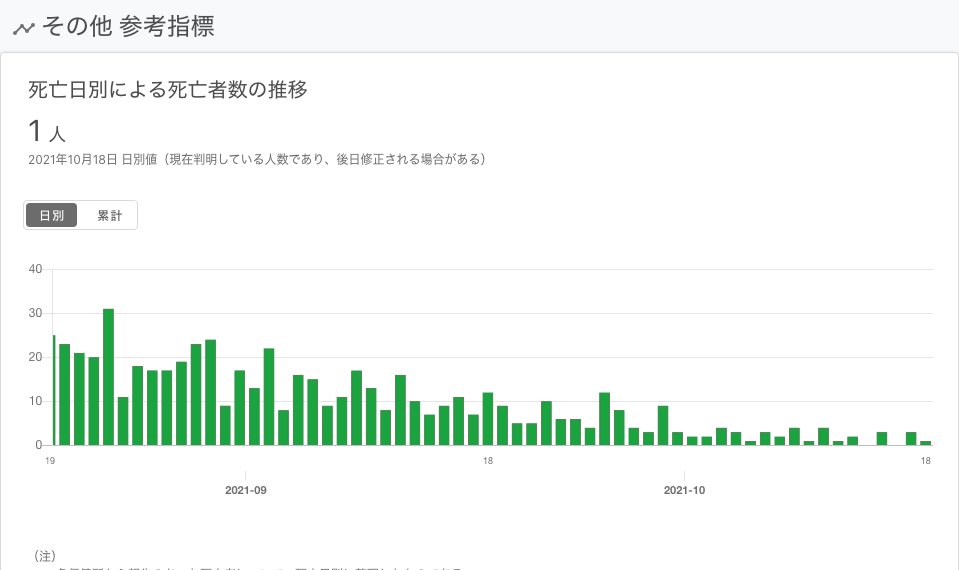 その他 参考指標
死亡日別による死亡者数の推移
1 人
2021年10月18日 日別値（現在判明している人数であり、後日修正される場合がある）
日別 累計
40
30
20
10
0
19 18 18
2021-09 2021-10
（注）